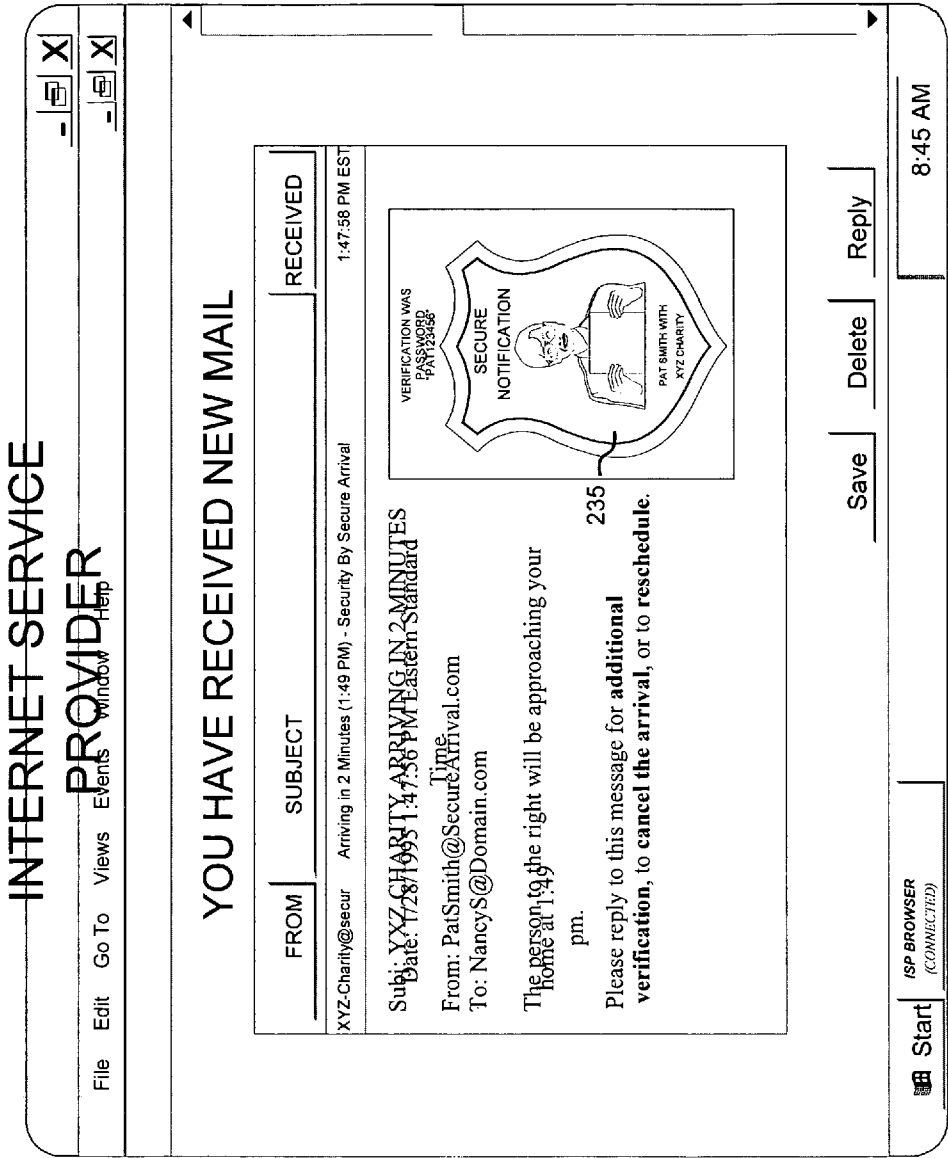 INTERNET SERVICE
PROVIDER
File Edit Go To Views Events Window Help
YOU HAVE RECEIVED NEW MAIL
FROM SUBJECT RECEIVED
XYZ-Charity@secur Arriving in 2 Minutes (1:49 PM) - Security By Secure Arrival 1:47:58 PM EST
Subj: YXZ CHARITY ARRIVING IN 2 MINUTES
Date: 1/28/1995 1:47:56 PM Eastern Standard
Time
From: PatSmith@SecureArrival.com
To: NancyS@Domain.com
The person to the right will be approaching your
home at 1:49
pm.
Please reply to this message for additional
verification, to cancel the arrival, or to reschedule.
VERIFICATION WAS
PASSWORD
"PAT123456"
SECURE
NOTIFICATION
PAT SMITH WITH
XYZ CHARITY
235
Save Delete Reply
Start ISP BROWSER
(CONNECTED)
8:45 AM